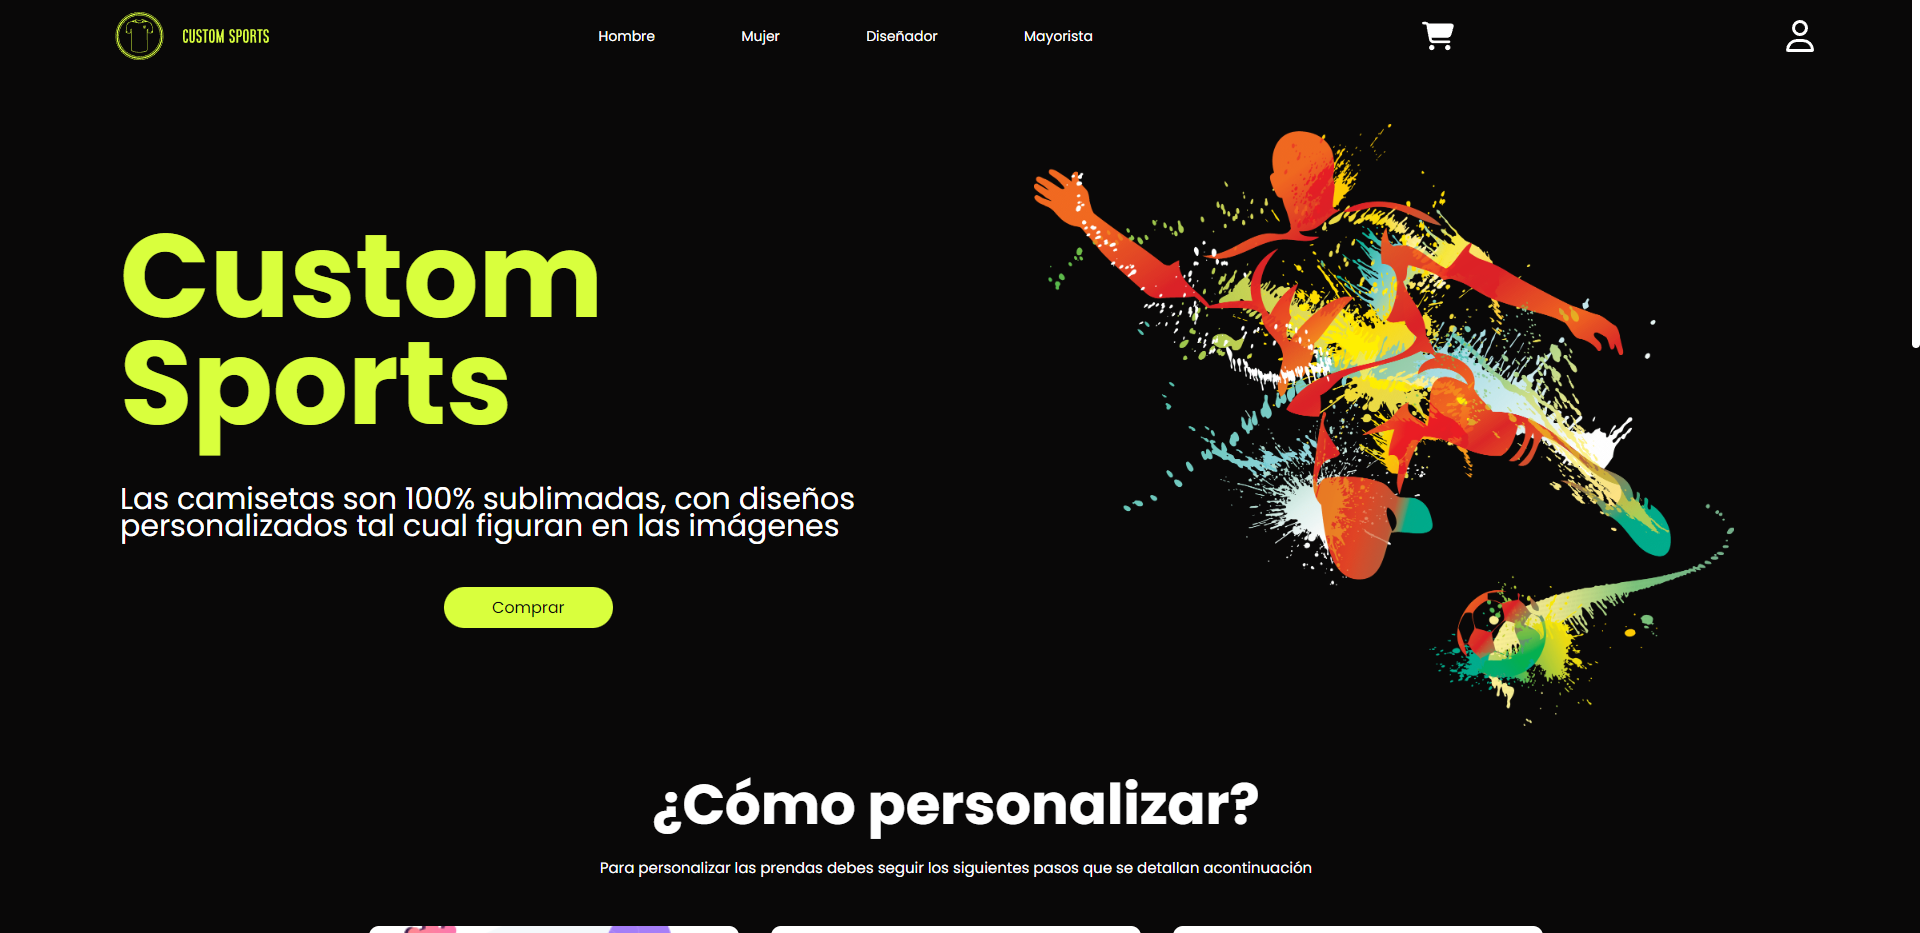 CUSTOM SPORTS
Hombre
Mujer
Diseñador
Mayorista
Custom
Sports
Las camisetas son 100% sublimadas, con diseños
personalizados tal cual figuran en las imágenes
Comprar
¿Cómo personalizar?
Para personalizar las prendas debes seguir los siguientes pasos que se detallan acontinuación